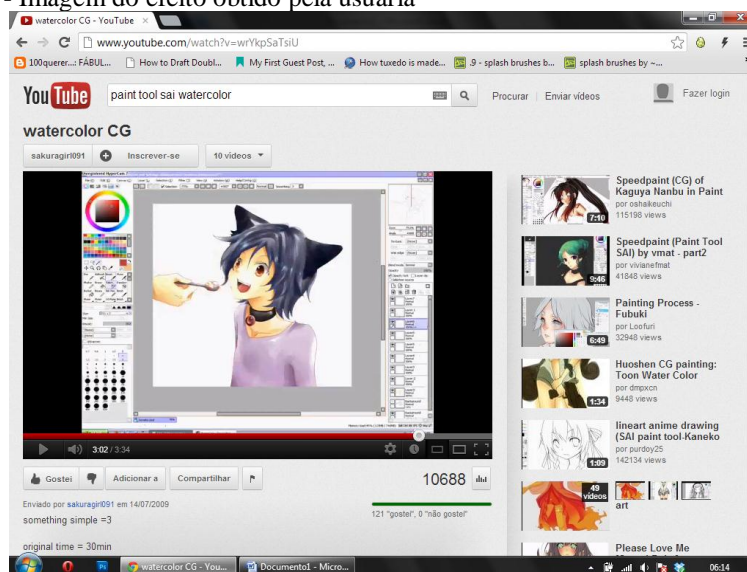 - Imagem do efeito obtido pela usuária
watercolor CG - YouTube
www.youtube.com/watch?v=wrYkpSaTsiU
100querer...: FÁBUL...
How to Draft Doubl...
My First Guest Post, ...
How tuxedo is made...
.9 - splash brushes b...
splash brushes by ~...
YouTube
paint tool sai watercolor
Procurar
Enviar vídeos
Fazer login
watercolor CG
sakuragirl091
Inscrever-se
10 vídeos
3:02 / 3:34
Gostei
Adicionar a
Compartilhar
10688
Enviado por sakuragirl091 em 14/07/2009
121 "gostei", 0 "não gostei"
something simple =3
original time = 30min
Speedpaint (CG) of
Kaguya Nanbu in Paint
por oshaikeuchi
115198 views
7:10
Speedpaint (Paint Tool
SAI) by vmat - part2
por vivianefmat
41848 views
9:46
Painting Process -
Fubuki
por Loofuri
32948 views
6:49
Huoshen CG painting:
Toon Water Color
por dmpxcn
9448 views
1:34
lineart anime drawing
(SAI paint tool-Kaneko
por purdoy25
142134 views
1:09
49
vídeos
art
Please Love Me
watercolor CG - You...
Documento1 - Micro...
06:14